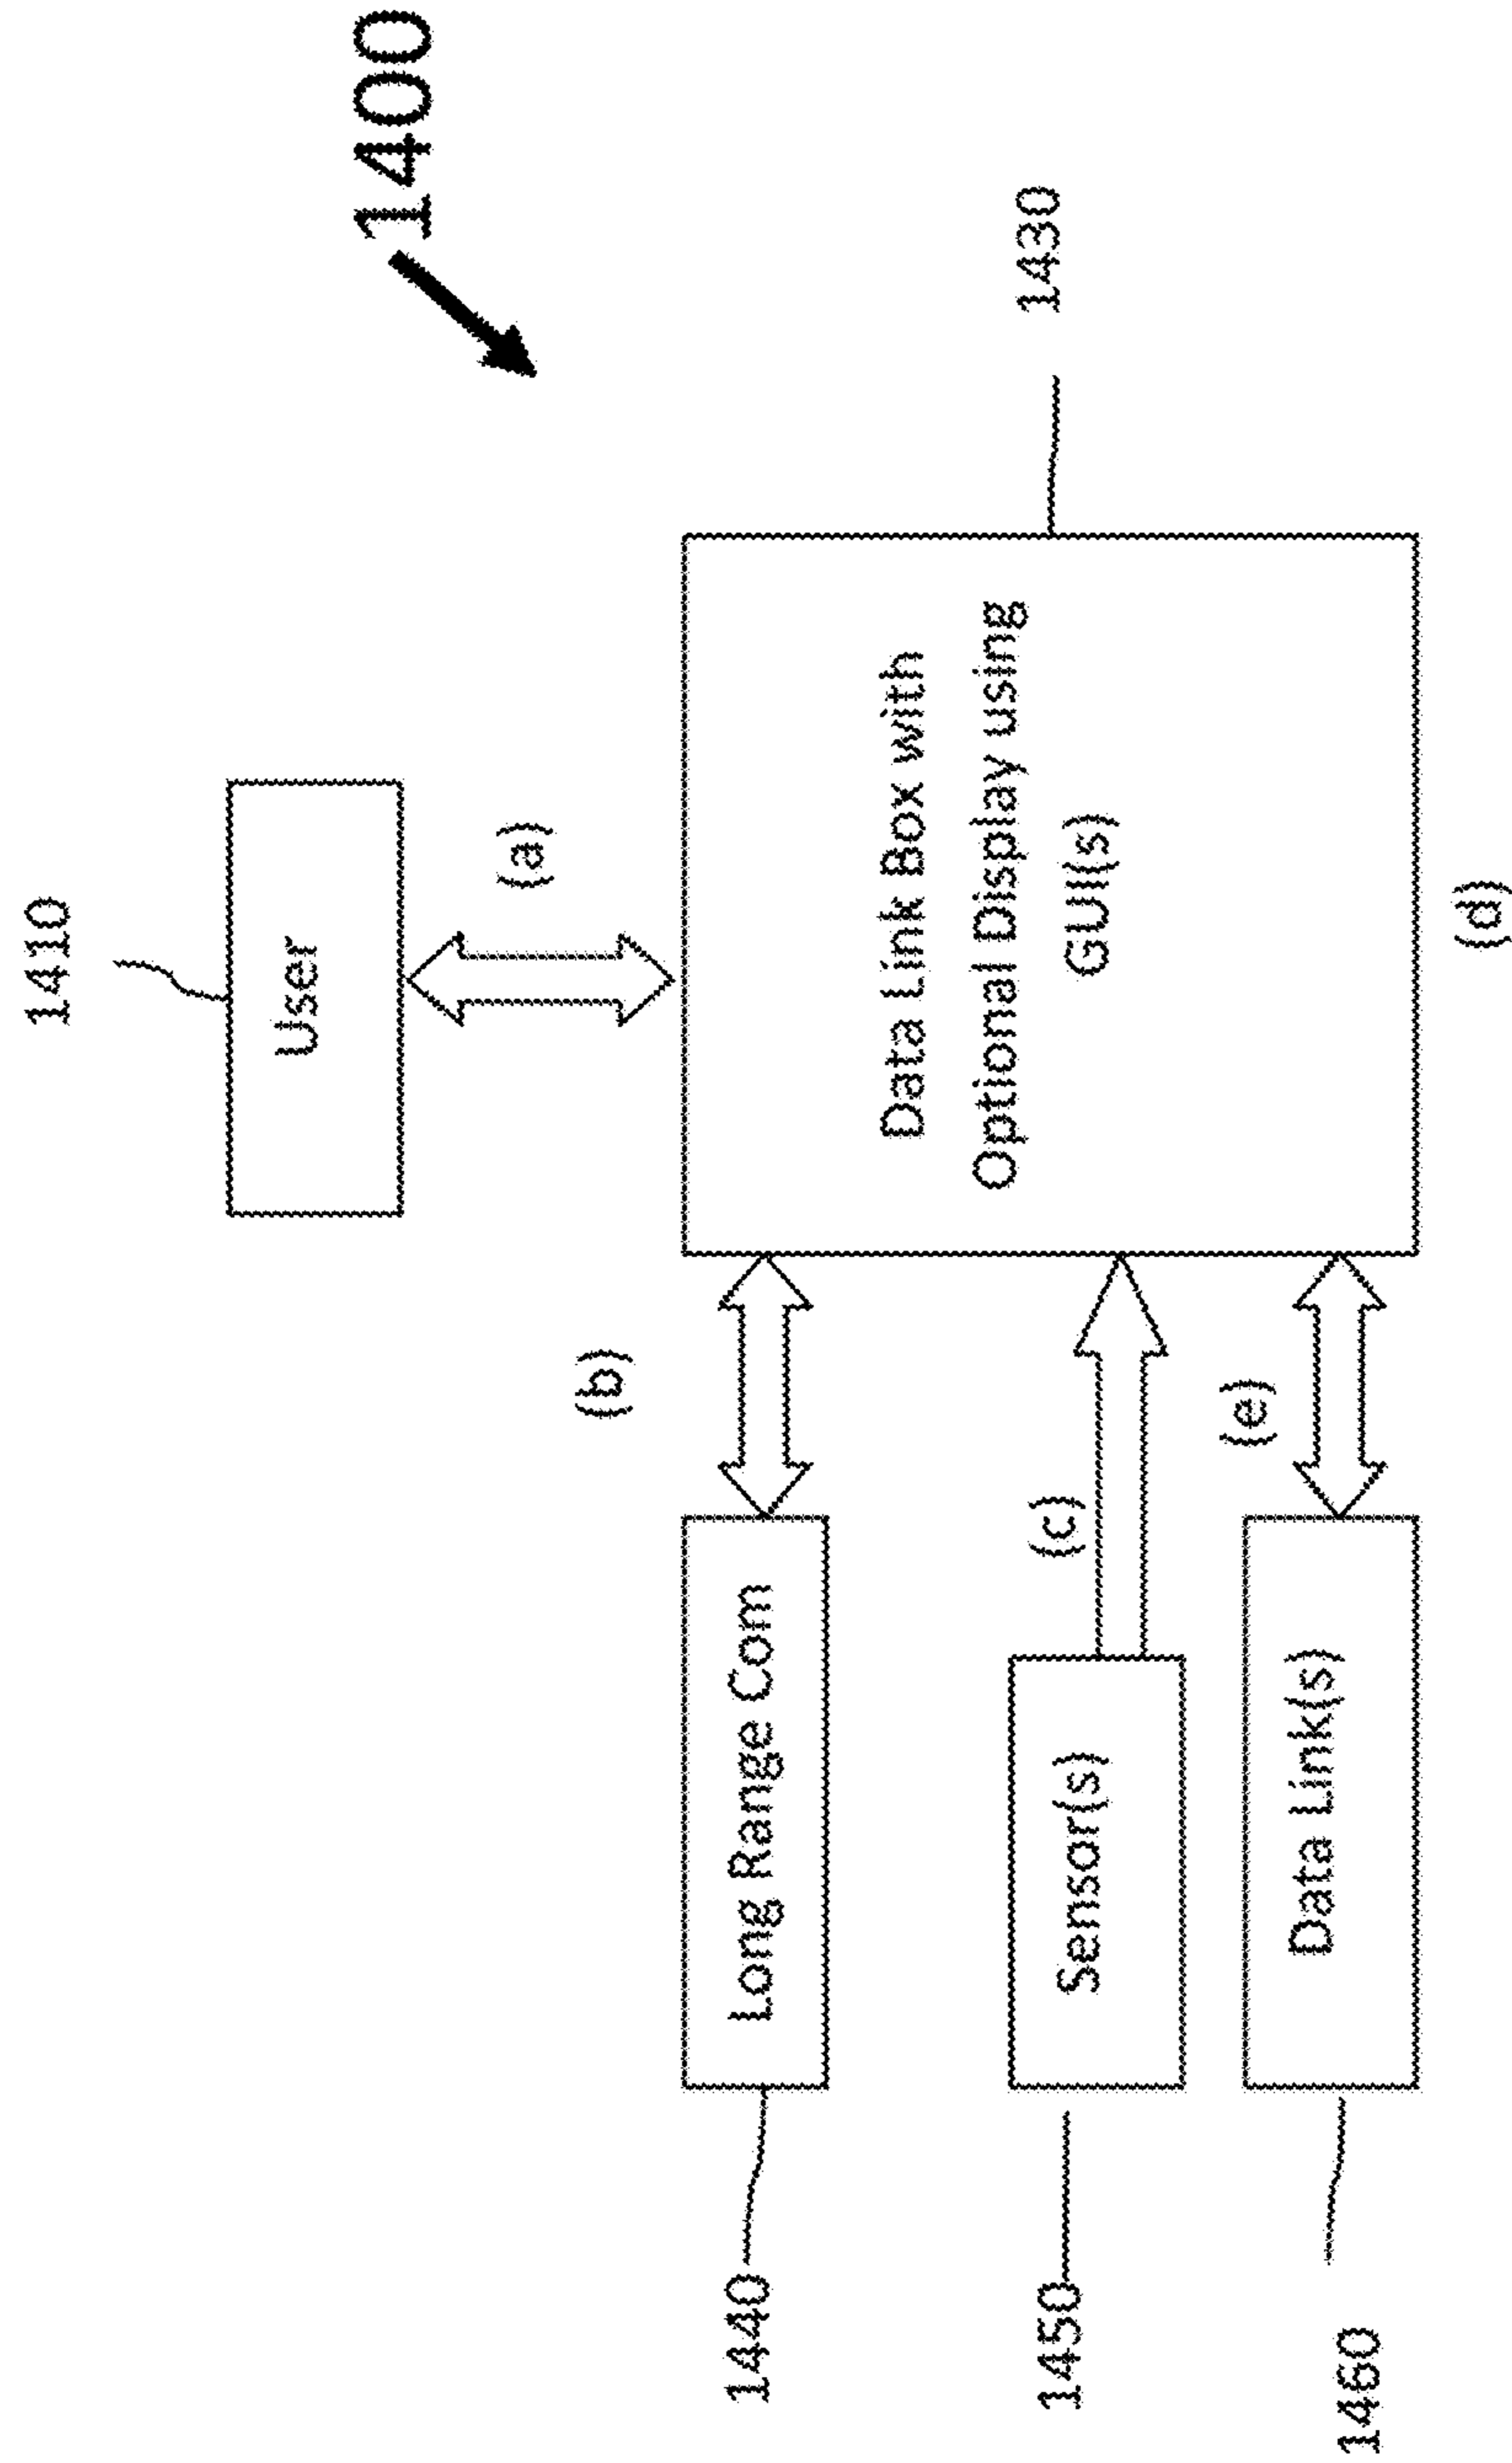 1400
1410
User
(a)
1430
Data Link Box with
Optional Display using
GUI(s)
(b)
Long Range Com
1440
(c)
Sensor(s)
1450
(e)
Data Link(s)
1460
(d)